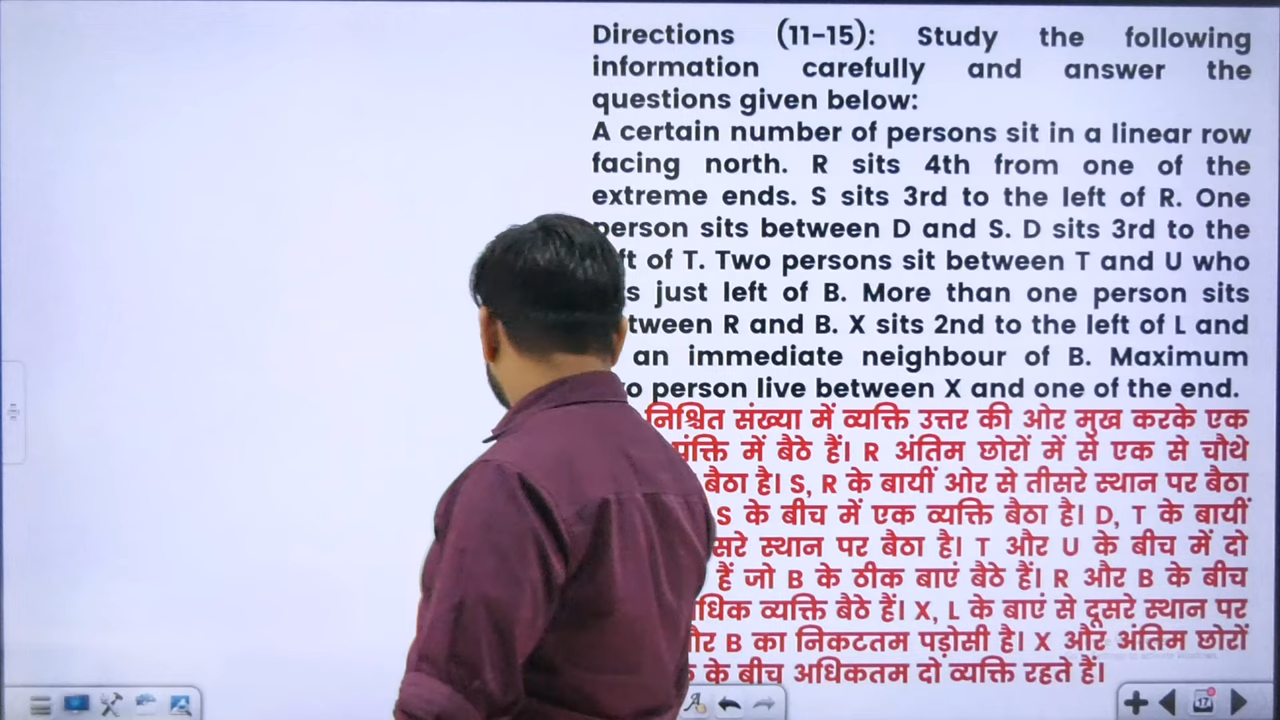 Directions (11-15): Study the following
information carefully and answer the
questions given below:
A certain number of persons sit in a linear row
facing north. R sits 4th from one of the
extreme ends. S sits 3rd to the left of R. One
person sits between D and S. D sits 3rd to the
ft of T. Two persons sit between T and U who
s just left of B. More than one person sits
tween R and B. X sits 2nd to the left of L and
an immediate neighbour of B. Maximum
o person live between X and one of the end.
निश्चित संख्या में व्यक्ति उत्तर की ओर मुख करके एक
पंक्ति में बैठे हैं। R अंतिम छोरों में से एक से चौथे
बैठा है। S, R के बायीं ओर से तीसरे स्थान पर बैठा
S के बीच में एक व्यक्ति बैठा है। D, T के बायीं
सरे स्थान पर बैठा है। T और U के बीच में दो
हैं जो B के ठीक बाएं बैठे हैं। R और B के बीच
धिक व्यक्ति बैठे हैं। X, L के बाएं से दूसरे स्थान पर
र B का निकटतम पड़ोसी है। X और अंतिम छोरों
के बीच अधिकतम दो व्यक्ति रहते हैं।
17